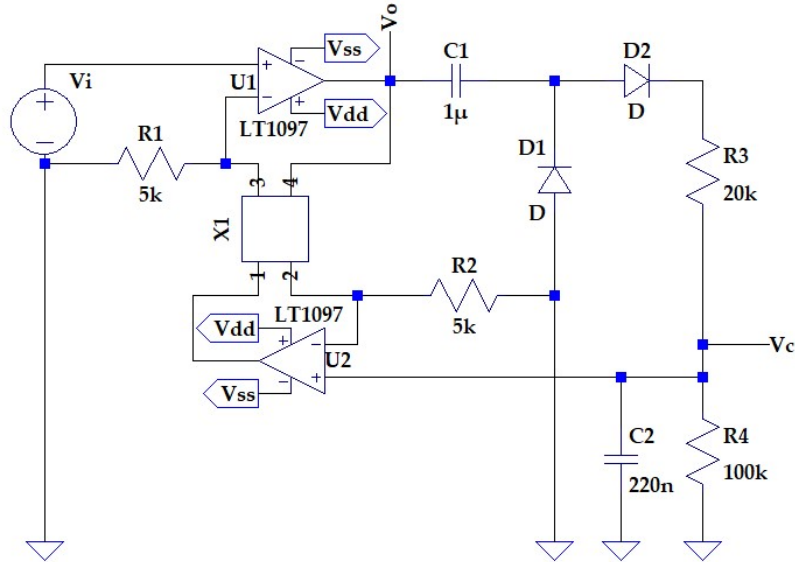 Vo
Vss
C1
D2
Vi
U1
1µ
D
Vdd
R1
LT1097
D1
R3
5k
3
4
20k
X1
D
1
2
R2
LT1097
5k
Vdd
Vc
U2
Vss
C2
R4
220n
100k